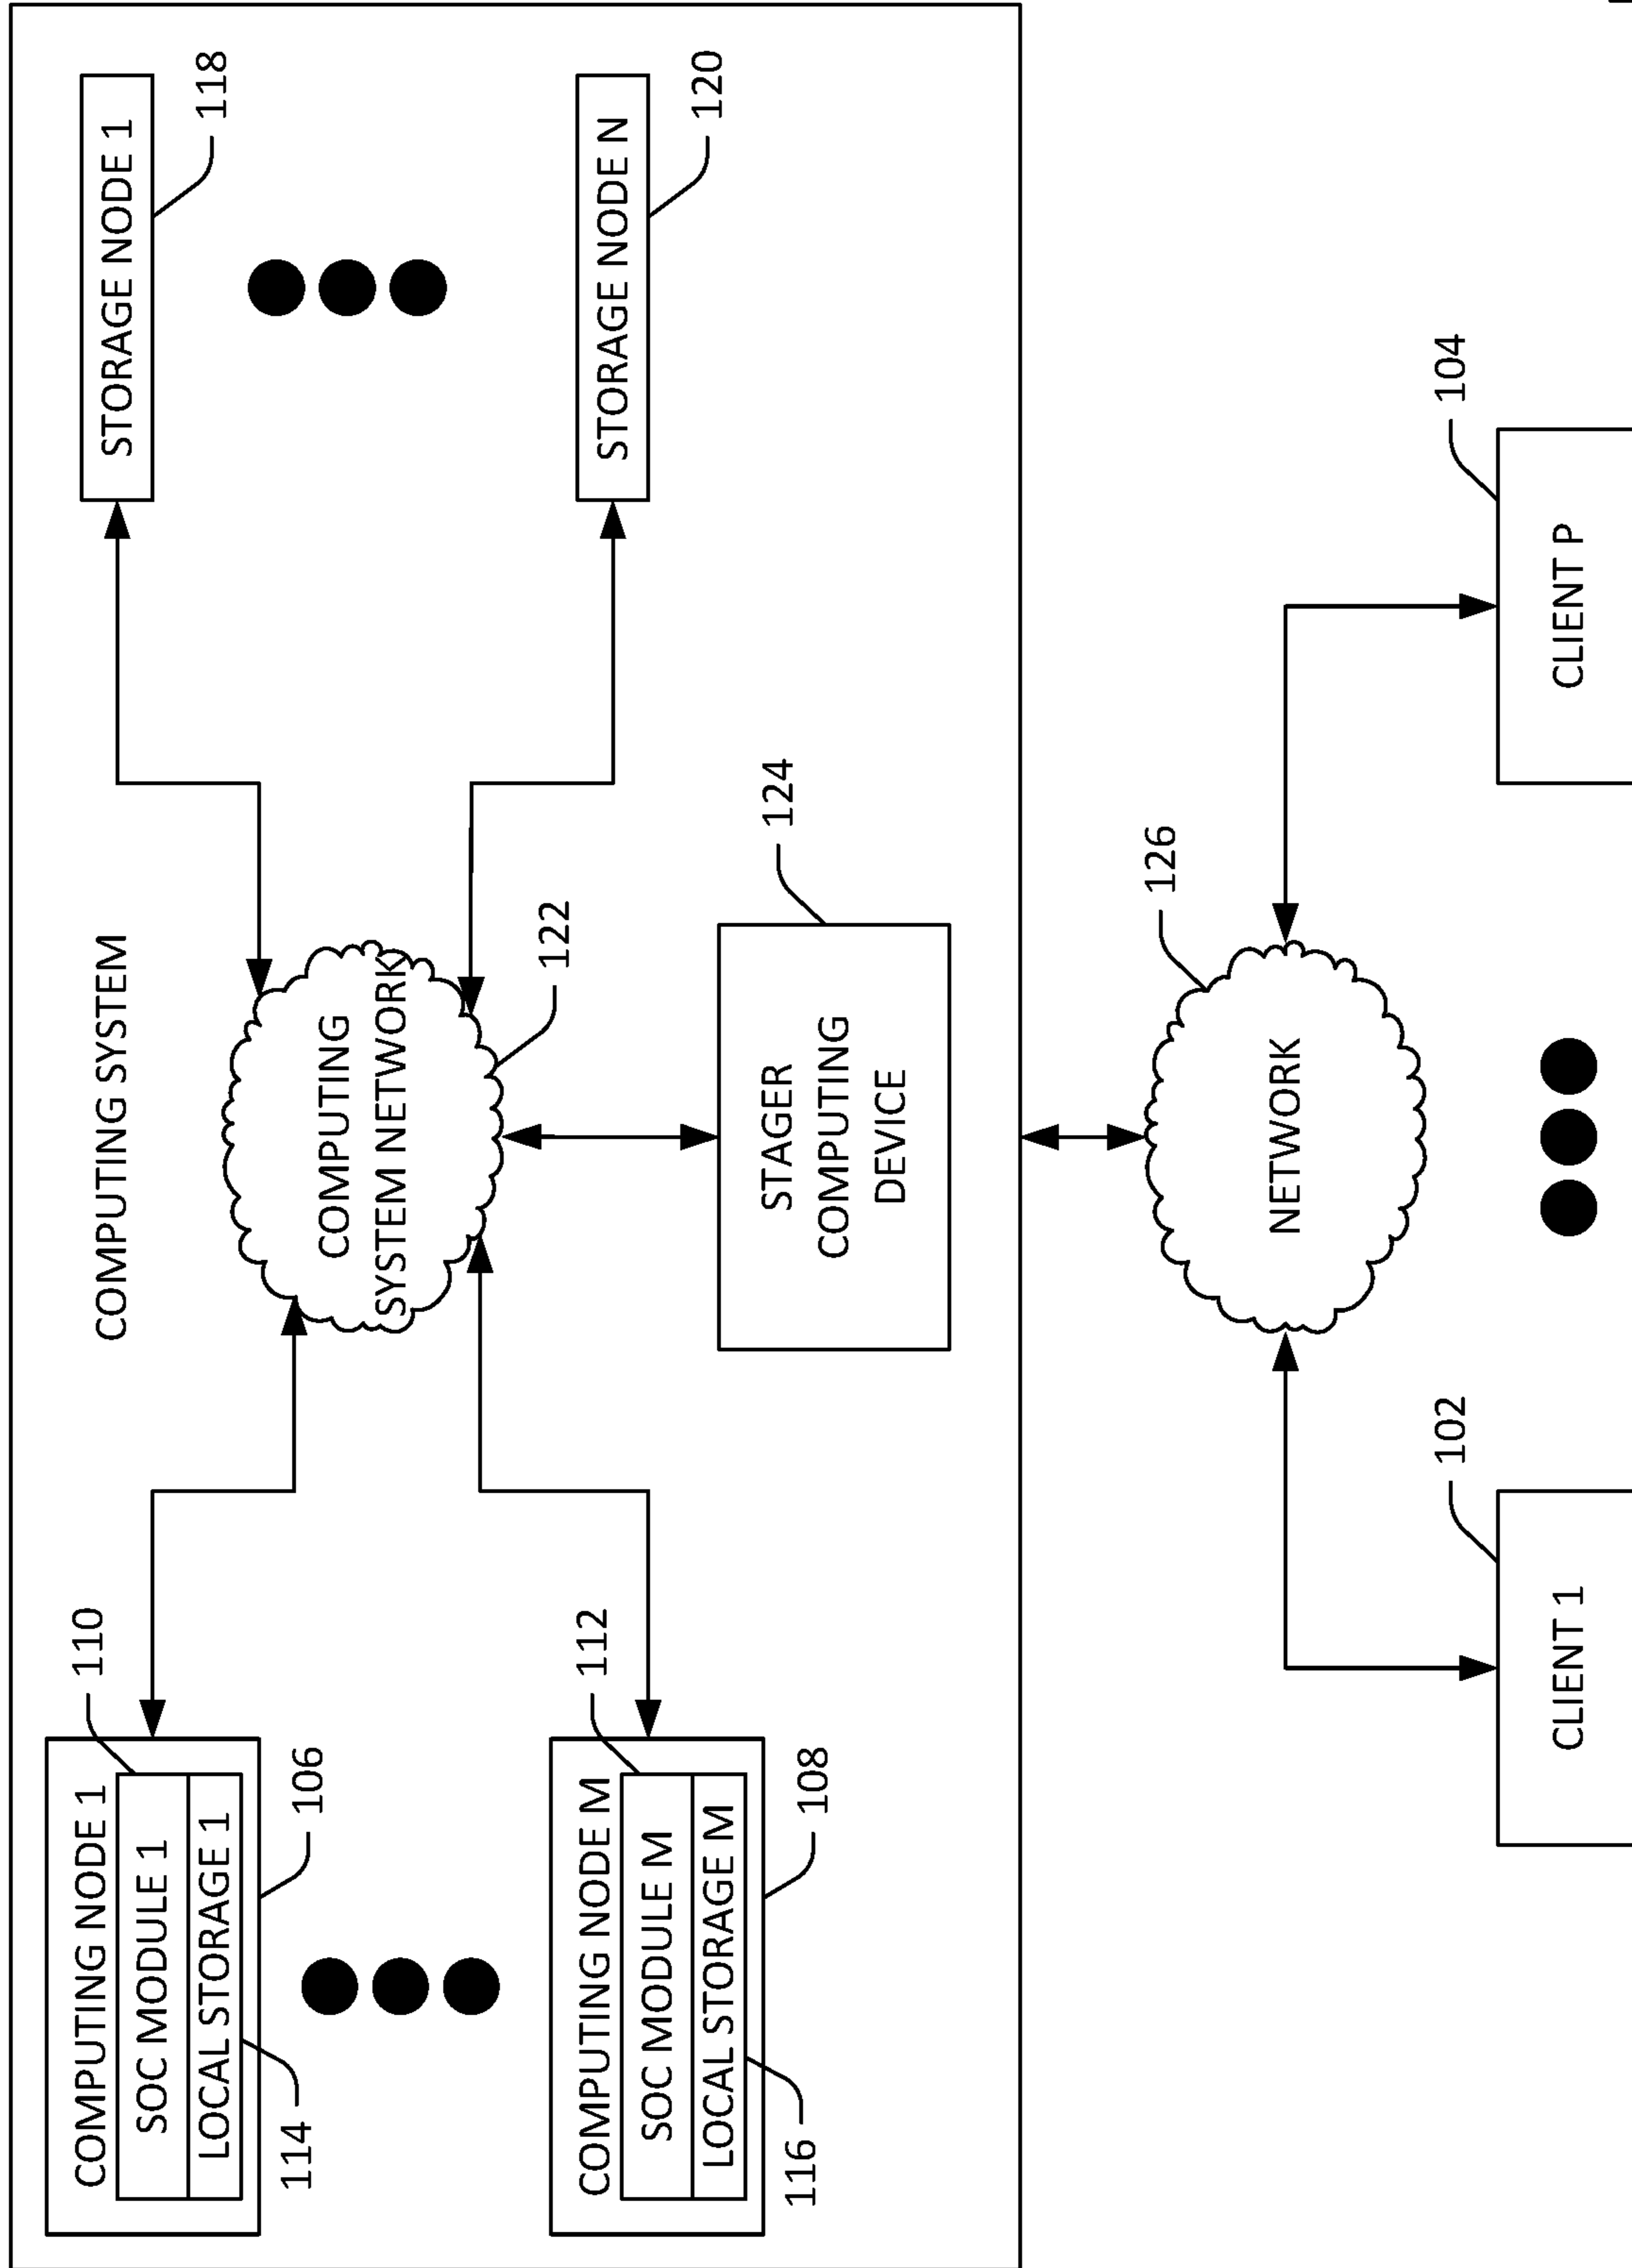 COMPUTING SYSTEM
COMPUTING NODE 1
110
SOC MODULE 1
LOCAL STORAGE 1
114
106
STORAGE NODE 1
118
COMPUTING
SYSTEM NETWORK
122
COMPUTING NODE M
112
SOC MODULE M
LOCAL STORAGE M
116
108
STORAGE NODE N
120
STAGER
COMPUTING
DEVICE
124
126
NETWORK
102
CLIENT 1
104
CLIENT P